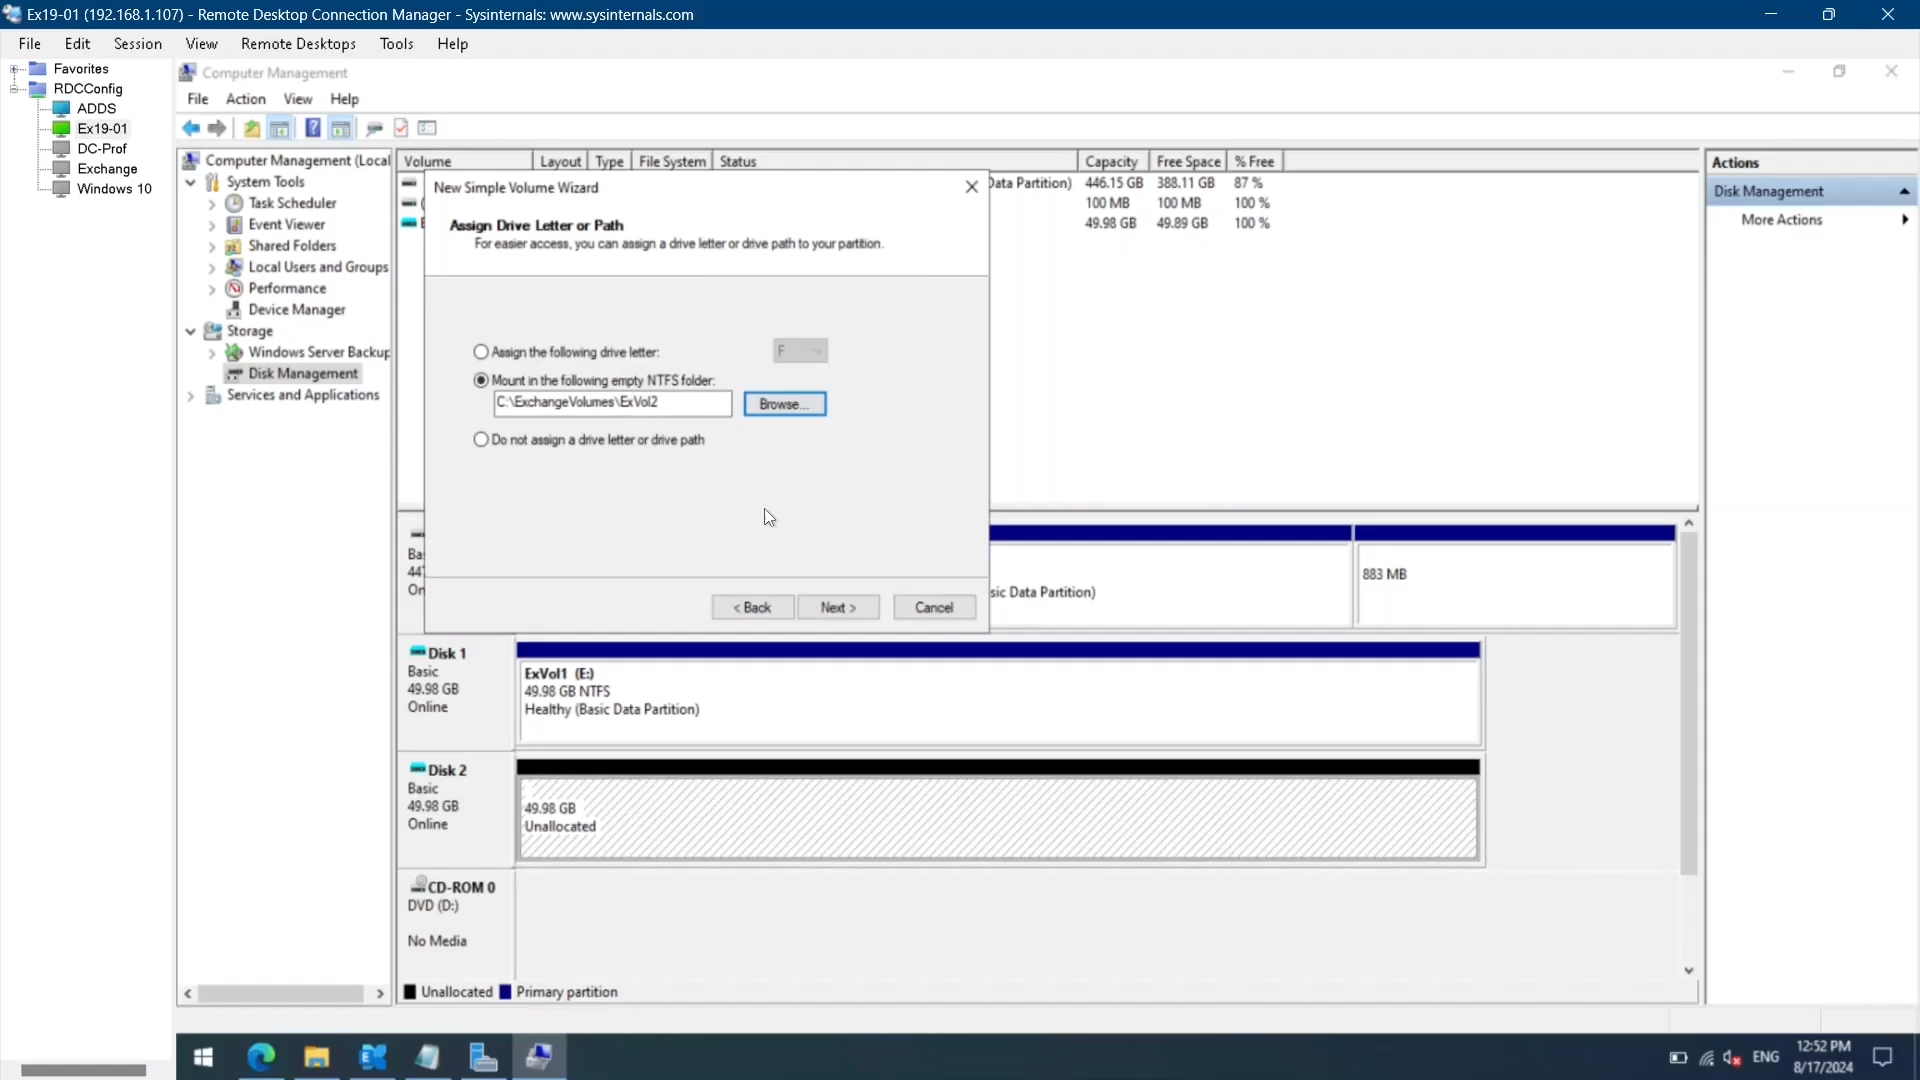 Ex19-01 (192.168.1.107) - Remote Desktop Connection Manager - Sysinternals: www.sysinternals.com
File Edit Session View Remote Desktops Tools Help
Favorites
RDCConfig
ADDS
Ex19-01
DC-Prof
Exchange
Windows 10
Computer Management
File Action View Help
Computer Management (Local
System Tools
Task Scheduler
Event Viewer
Shared Folders
Local Users and Groups
Performance
Device Manager
Storage
Windows Server Backup
Disk Management
Services and Applications
Volume Layout Type File System Status Capacity Free Space % Free
Data Partition) 446.15 GB 388.11 GB 87 %
100 MB 100 MB 100 %
49.98 GB 49.89 GB 100 %
New Simple Volume Wizard
Assign Drive Letter or Path
For easier access, you can assign a drive letter or drive path to your partition.
Assign the following drive letter: F
Mount in the following empty NTFS folder:
C:\ExchangeVolumes\ExVol2 Browse...
Do not assign a drive letter or drive path
< Back Next > Cancel
Ba
447
On
sic Data Partition)
883 MB
Disk 1
Basic
49.98 GB
Online
ExVol1 (E:)
49.98 GB NTFS
Healthy (Basic Data Partition)
Disk 2
Basic
49.98 GB
Online
49.98 GB
Unallocated
CD-ROM 0
DVD (D:)
No Media
Unallocated Primary partition
Actions
Disk Management
More Actions
ENG
12:52 PM
8/17/2024